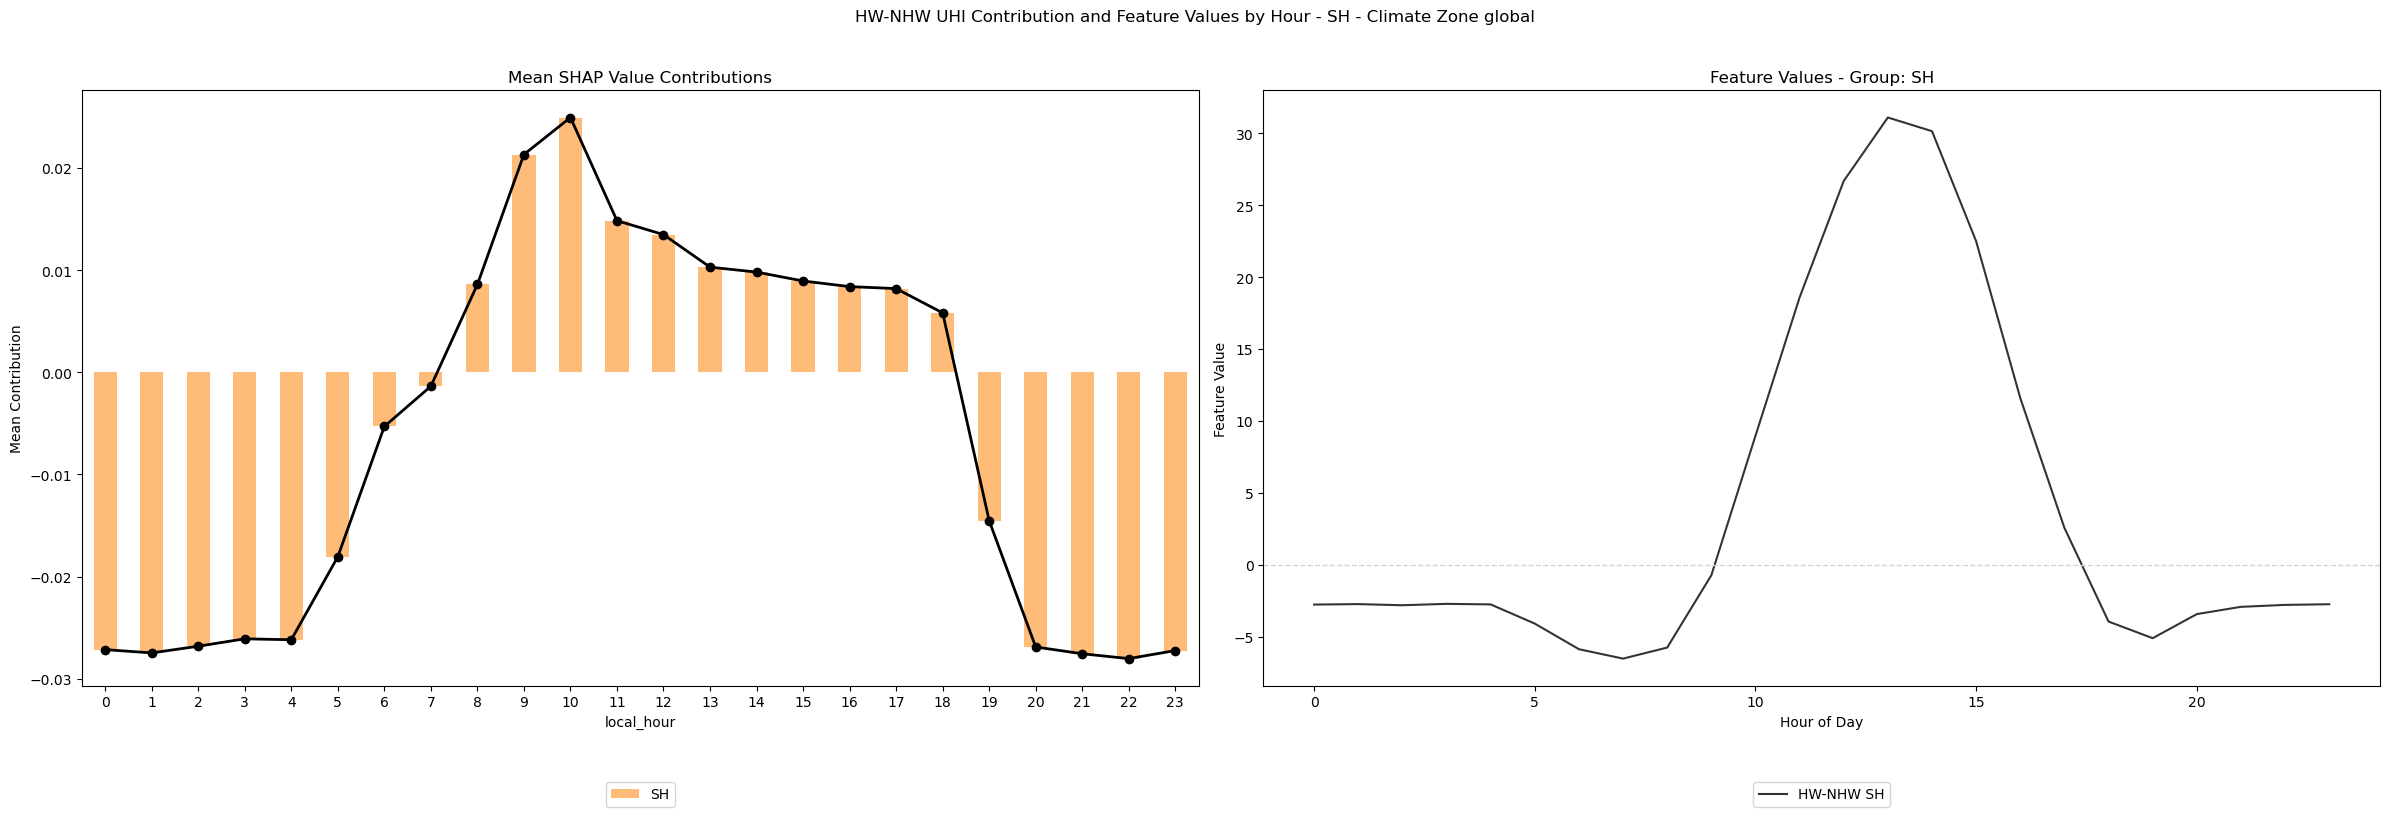 HW-NHW UHI Contribution and Feature Values by Hour - SH - Climate Zone global
Mean SHAP Value Contributions
Mean Contribution
0.02
0.01
0.00
−0.01
−0.02
−0.03
0 1 2 3 4 5 6 7 8 9 10 11 12 13 14 15 16 17 18 19 20 21 22 23
local_hour
SH
Feature Values - Group: SH
Feature Value
30
25
20
15
10
5
0
−5
0 5 10 15 20
Hour of Day
HW-NHW SH